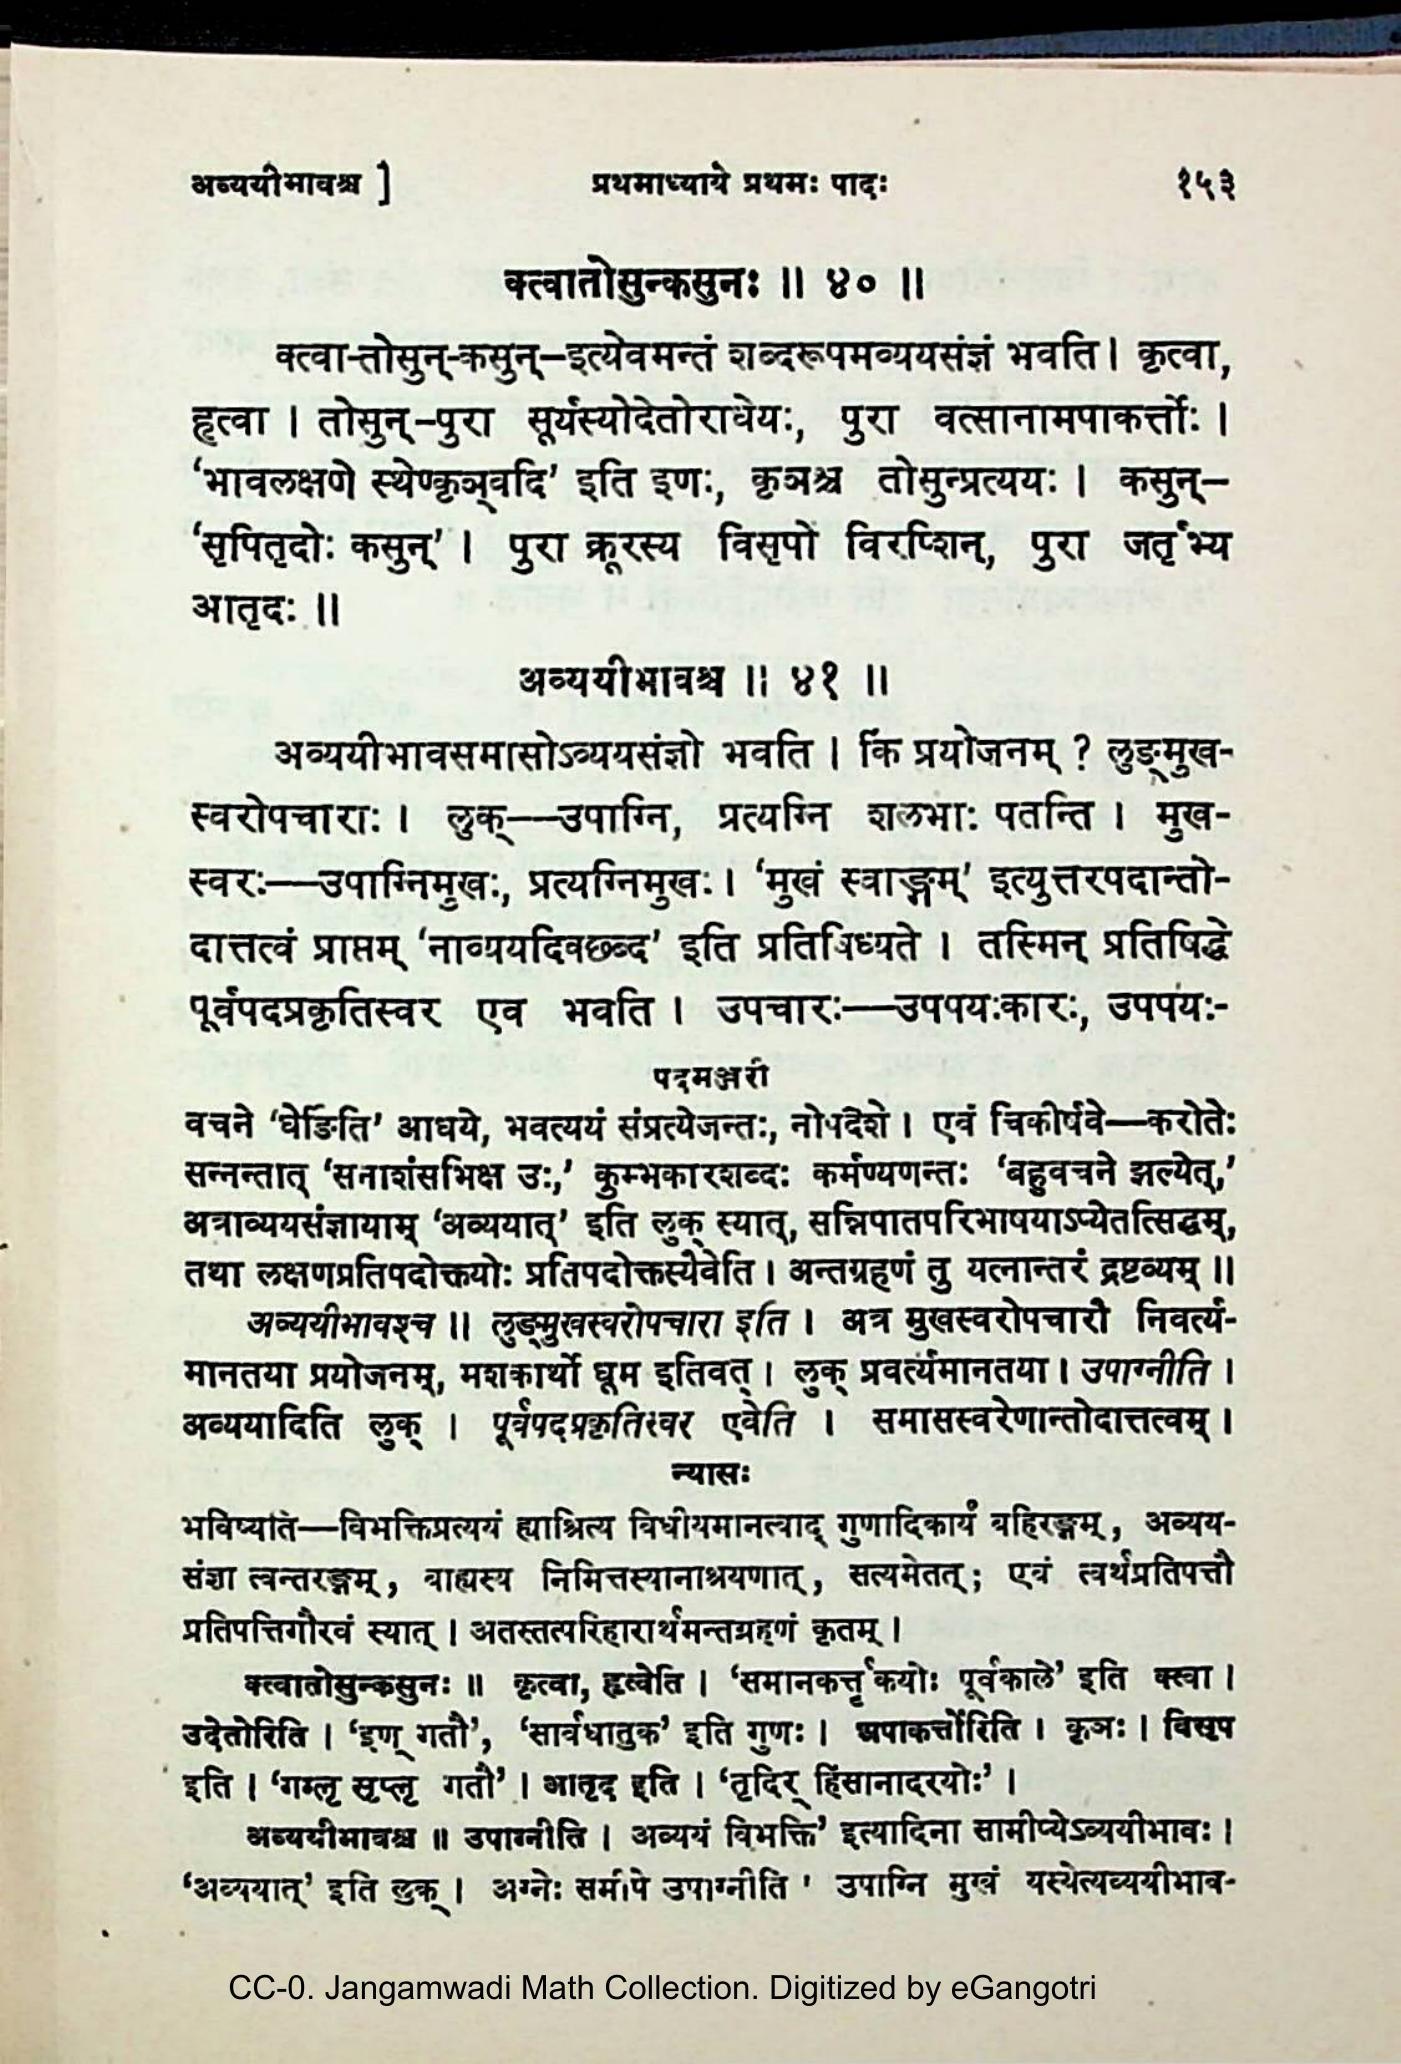 अव्ययीभावश्च ] प्रथमाध्याये प्रथमः पादः १५३
क्त्वातोसुन्कसुनः ॥ ४० ॥
क्त्वा-तोसुन्-कसुन्–इत्येवमन्तं शब्दरूपमव्ययसंज्ञं भवति । कृत्वा,
हृत्वा । तोसुन्–पुरा सूर्यस्योदेतोराधेयः, पुरा वत्सानामपाकर्त्तोः ।
‘भावलक्षणे स्थेण्कृञ्वदि’ इति इणः, कृञश्च तोसुन्प्रत्ययः । कसुन्–
‘सृपितृदोः कसुन्’ । पुरा क्रूरस्य विसृपो विरप्शिन्, पुरा जर्तृभ्य
आतृदः ॥
अव्ययीभावश्च ॥ ४१ ॥
अव्ययीभावसमासोऽव्ययसंज्ञो भवति । किं प्रयोजनम् ? लुङ्मुख-
स्वरोपचाराः । लुक्––उपाग्नि, प्रत्यग्नि शलभाः पतन्ति । मुख-
स्वरः––उपाग्निमुखः, प्रत्यग्निमुखः । ‘मुखं स्वाङ्गम्’ इत्युत्तरपदान्तो-
दात्तत्वं प्राप्तम् ‘नाव्ययदिक्छब्द’ इति प्रतिषिध्यते । तस्मिन् प्रतिषिद्धे
पूर्वपदप्रकृतिस्वर एव भवति । उपचारः––उपपयःकारः, उपपयः-
पदमञ्जरी
वचने ‘घेर्ङिति’ आधये, भवत्ययं संप्रत्येजन्तः, नोपदेशे । एवं चिकीर्षवे—करोतेः
सन्नन्तात् ‘सनाशंसभिक्ष उः,’ कुम्भकारशब्दः कर्मण्यणन्तः ‘बहुवचने झल्येत्,’
अत्राव्ययसंज्ञायाम् ‘अव्ययात्’ इति लुक् स्यात्, सन्निपातपरिभाषयाऽप्येतत्सिद्धम्,
तथा लक्षणप्रतिपदोक्तयोः प्रतिपदोक्तस्यैवेति । अन्तग्रहणं तु यत्नान्तरं द्रष्टव्यम् ॥
अव्ययीभावश्च ॥ लुङ्मुखस्वरोपचारा इति । अत्र मुखस्वरोपचारौ निवर्त्य-
मानतया प्रयोजनम्, मशकार्थो घूम इतिवत् । लुक् प्रवर्त्यमानतया । उपाग्नीति ।
अव्ययादिति लुक् । पूर्वपदप्रकृतिस्वर एवेति । समासस्वरेणान्तोदात्तत्वम् ।
न्यासः
भविष्यति—विभक्तिप्रत्ययं ह्याश्रित्य विधीयमानत्वाद् गुणादिकार्यं बहिरङ्गम्, अव्यय-
संज्ञा त्वन्तरङ्गम्, बाह्यस्य निमित्तस्यानाश्रयणात्, सत्यमेतत्; एवं त्वर्थप्रतिपत्तौ
प्रतिपत्तिगौरवं स्यात् । अतस्तत्परिहारार्थमन्तग्रहणं कृतम् ।
क्त्वातोसुन्कसुनः ॥ कृत्वा, हृत्वेति । ‘समानकर्त्तृकयोः पूर्वकाले’ इति क्त्वा ।
उदेतोरिति । ‘इण् गतौ’, ‘सार्वधातुक’ इति गुणः । अपाकर्त्तोरिति । कृञः । विसृप
इति । ‘गम्लृ सृप्लृ गतौ’ । आतृद इति । ‘तृदिर् हिंसानादरयोः’ ।
अव्ययीभावश्च ॥ उपाग्नीति । अव्ययं विभक्ति’ इत्यादिना सामीप्येऽव्ययीभावः ।
‘अव्ययात्’ इति लुक् । अग्नेः समीपे उपाग्नीति ' उपाग्नि मुखं यस्येत्यव्ययीभाव-
CC-0. Jangamwadi Math Collection. Digitized by eGangotri